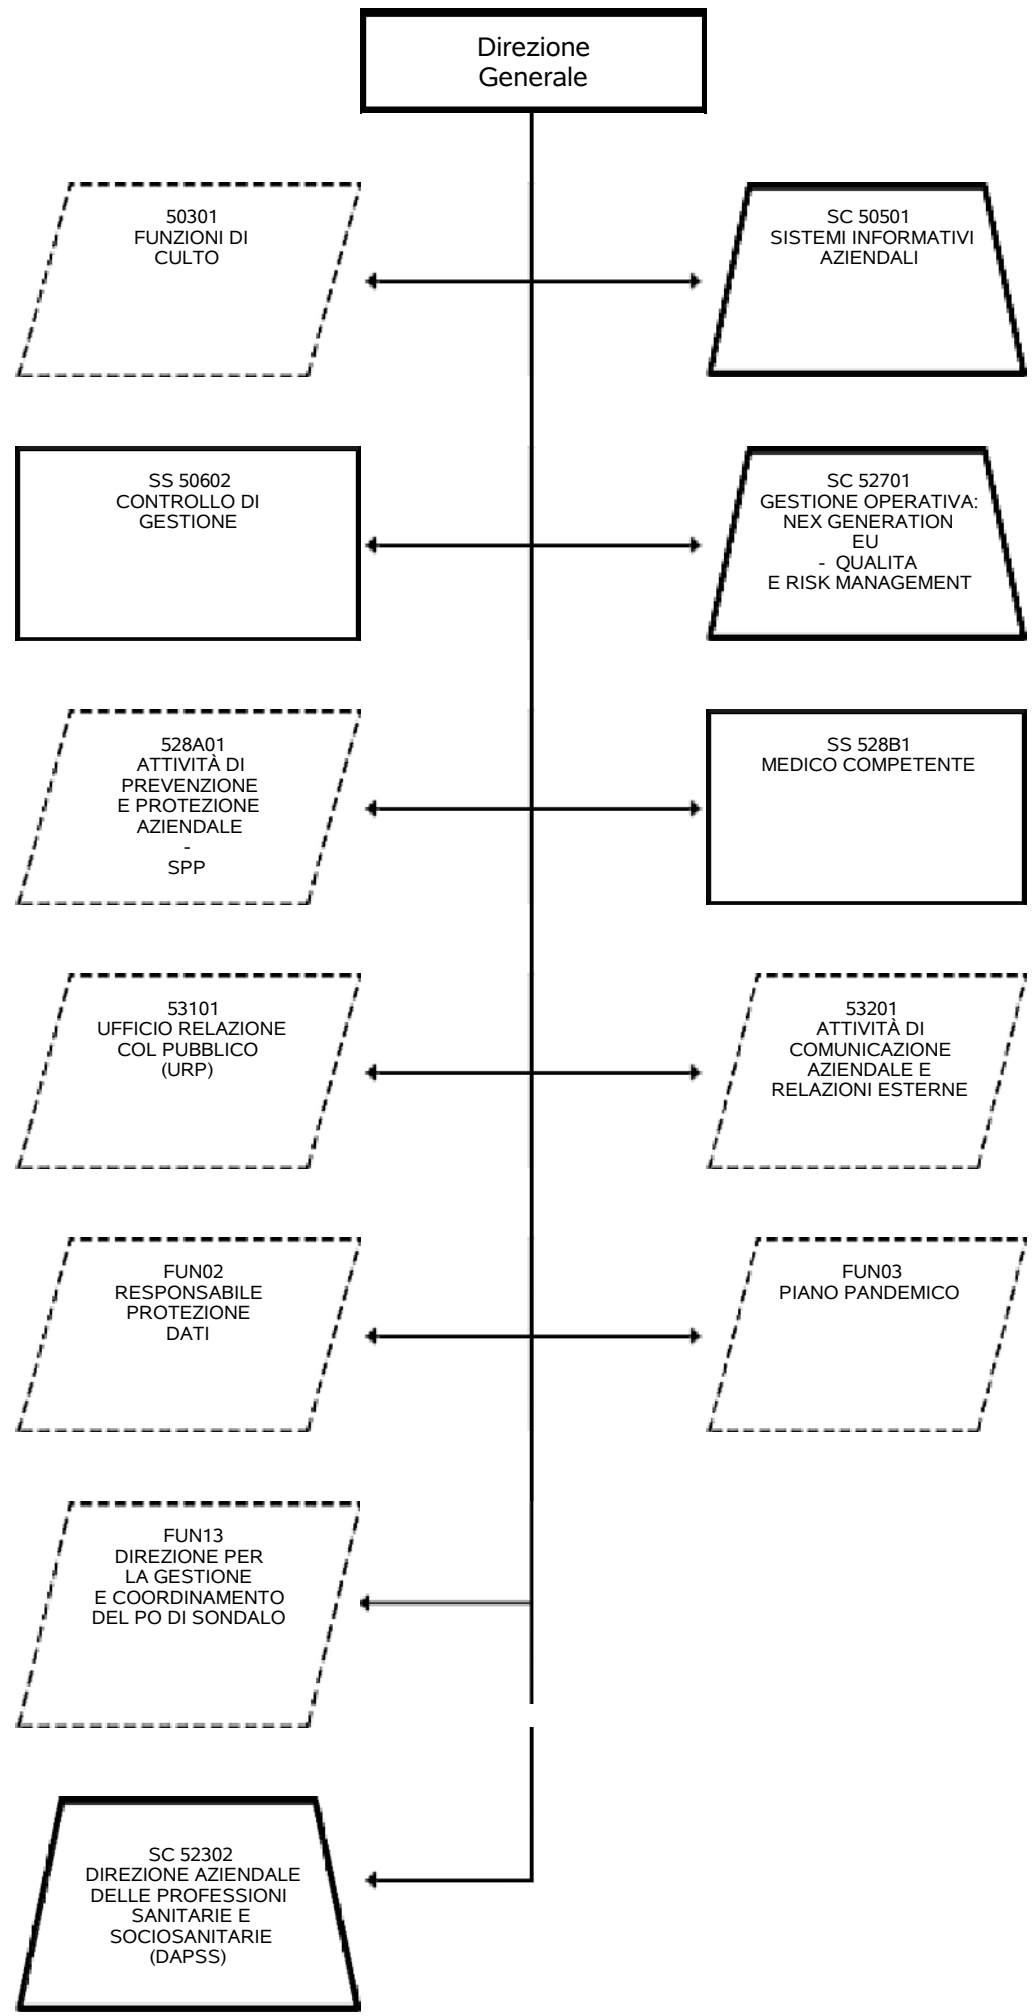 Direzione
Generale
50301
FUNZIONI DI
CULTO
SC 50501
SISTEMI INFORMATIVI
AZIENDALI
SS 50602
CONTROLLO DI
GESTIONE
SC 52701
GESTIONE OPERATIVA:
NEX GENERATION
EU
- QUALITA
E RISK MANAGEMENT
528A01
ATTIVITÀ DI
PREVENZIONE
E PROTEZIONE
AZIENDALE
-
SPP
SS 528B1
MEDICO COMPETENTE
53101
UFFICIO RELAZIONE
COL PUBBLICO
(URP)
53201
ATTIVITÀ DI
COMUNICAZIONE
AZIENDALE E
RELAZIONI ESTERNE
FUN02
RESPONSABILE
PROTEZIONE
DATI
FUN03
PIANO PANDEMICO
FUN13
DIREZIONE PER
LA GESTIONE
E COORDINAMENTO
DEL PO DI SONDALO
SC 52302
DIREZIONE AZIENDALE
DELLE PROFESSIONI
SANITARIE E
SOCIOSANITARIE
(DAPSS)